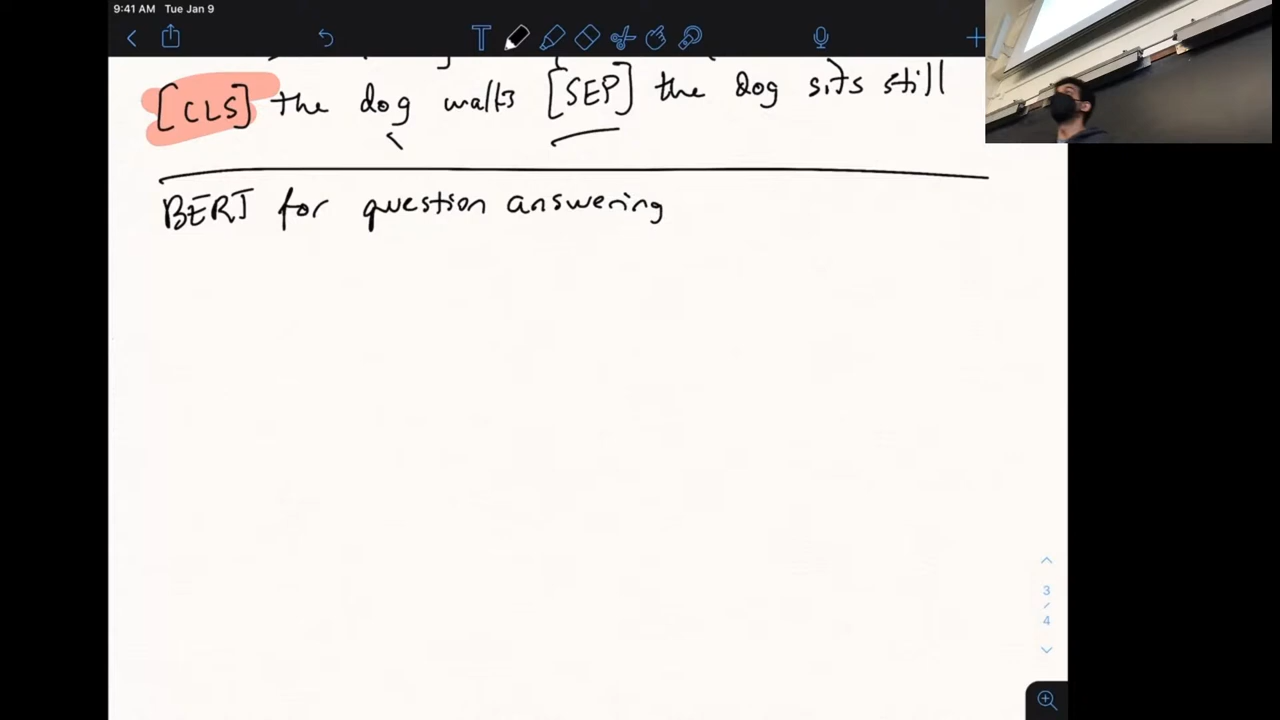 9:41 AM Tue Jan 9
[CLS] the dog walks [SEP] the dog sits still
BERT for question answering
3
/
4